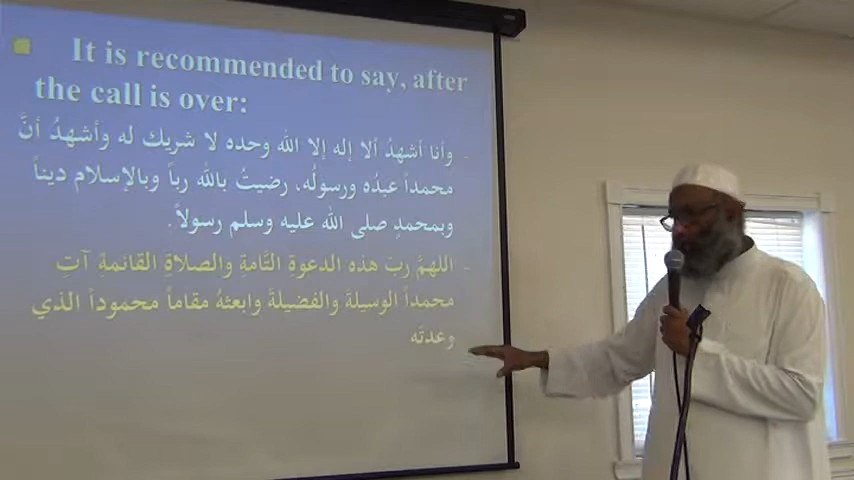 It is recommended to say, after
the call is over:
- وأنا أشهدُ ألا إله إلا الله وحده لا شريك له وأشهدُ أنَّ
محمداً عبدُه ورسولُه، رضيتُ بالله رباً وبالإسلام ديناً
وبمحمدٍ صلى الله عليه وسلم رسولاً.
- اللهمَّ ربّ هذه الدعوةِ التَّامةِ والصلاةِ القائمةِ آتِ
محمداً الوسيلةَ والفضيلةَ وابعثهُ مقاماً محموداً الذي
وعدتَه